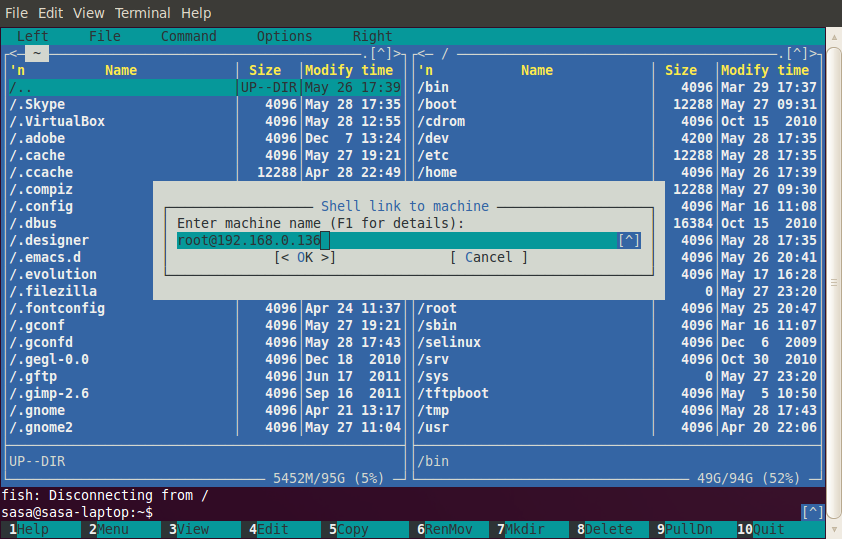 File Edit View Terminal Help
Left File Command Options Right
<— ~ .[^]> <— / .[^]>
'n Name Size Modify time 'n Name Size Modify time
/.. UP--DIR May 26 17:39 /bin 4096 Mar 29 17:37
/.Skype 4096 May 28 17:35 /boot 12288 May 27 09:31
/.VirtualBox 4096 May 28 12:55 /cdrom 4096 Oct 15 2010
/.adobe 4096 Dec 7 13:24 /dev 4200 May 28 17:35
/.cache 4096 May 27 19:21 /etc 12288 May 28 17:35
/.ccache 12288 Apr 28 22:49 /home 4096 May 26 17:39
/.compiz 12288 May 27 09:30
/.config Shell link to machine 4096 Mar 16 11:08
/.dbus Enter machine name (F1 for details): 16384 Oct 15 2010
/.designer root@192.168.0.136 [^] 4096 May 28 17:35
/.emacs.d [< OK >] [ Cancel ] 4096 May 26 20:41
/.evolution 4096 May 17 16:28
/.filezilla 0 May 27 23:20
/.fontconfig 4096 Apr 24 11:37 /root 4096 May 25 20:47
/.gconf 4096 May 27 19:21 /sbin 4096 Mar 16 11:07
/.gconfd 4096 May 28 17:43 /selinux 4096 Dec 6 2009
/.gegl-0.0 4096 Dec 18 2010 /srv 4096 Oct 30 2010
/.gftp 4096 Jun 17 2011 /sys 0 May 27 23:20
/.gimp-2.6 4096 Sep 16 2011 /tftpboot 4096 May 5 10:50
/.gnome 4096 Apr 21 13:17 /tmp 4096 May 28 17:43
/.gnome2 4096 May 27 11:04 /usr 4096 Apr 20 22:06
UP--DIR /bin
5452M/95G (5%) 49G/94G (52%)
fish: Disconnecting from /
sasa@sasa-laptop:~$ [^]
1Help 2Menu 3View 4Edit 5Copy 6RenMov 7Mkdir 8Delete 9PullDn 10Quit